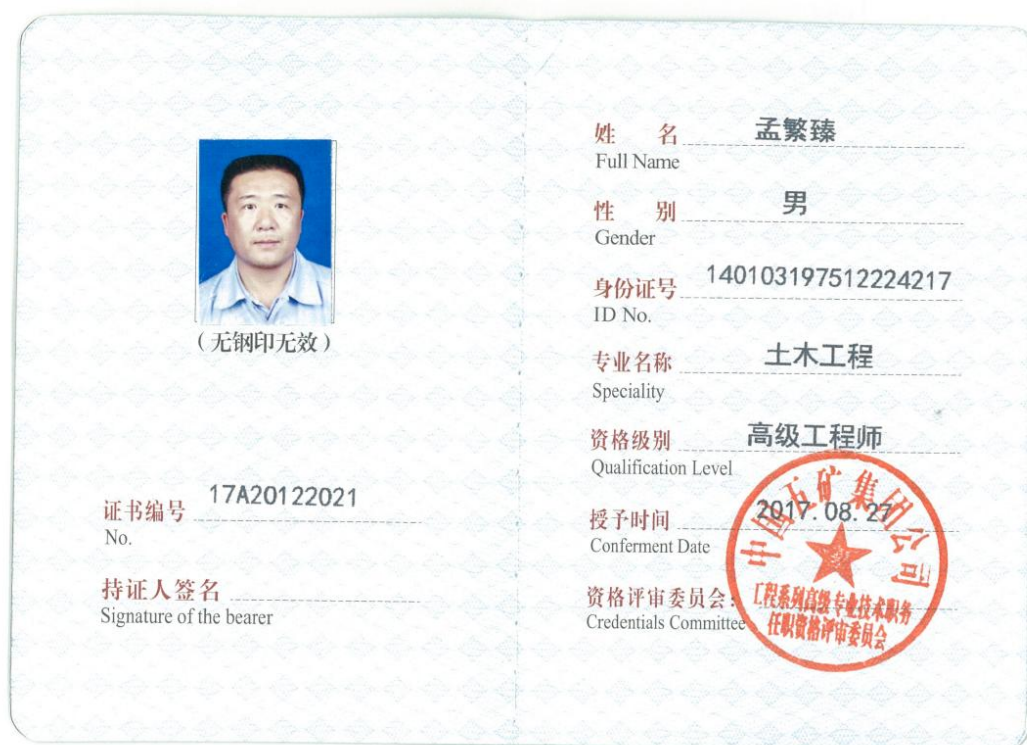 (无钢印无效)
证书编号 17A20122021
No.
持证人签名
Signature of the bearer
姓 名 孟繁臻
Full Name
性 别 男
Gender
身份证号 140103197512224217
ID No.
专业名称 土木工程
Speciality
资格级别 高级工程师
Qualification Level
授予时间 2017.08.27
Conferment Date
资格评审委员会:
Credentials Committee
中国五矿集团公司
工程系列高级专业技术职务
任职资格评审委员会